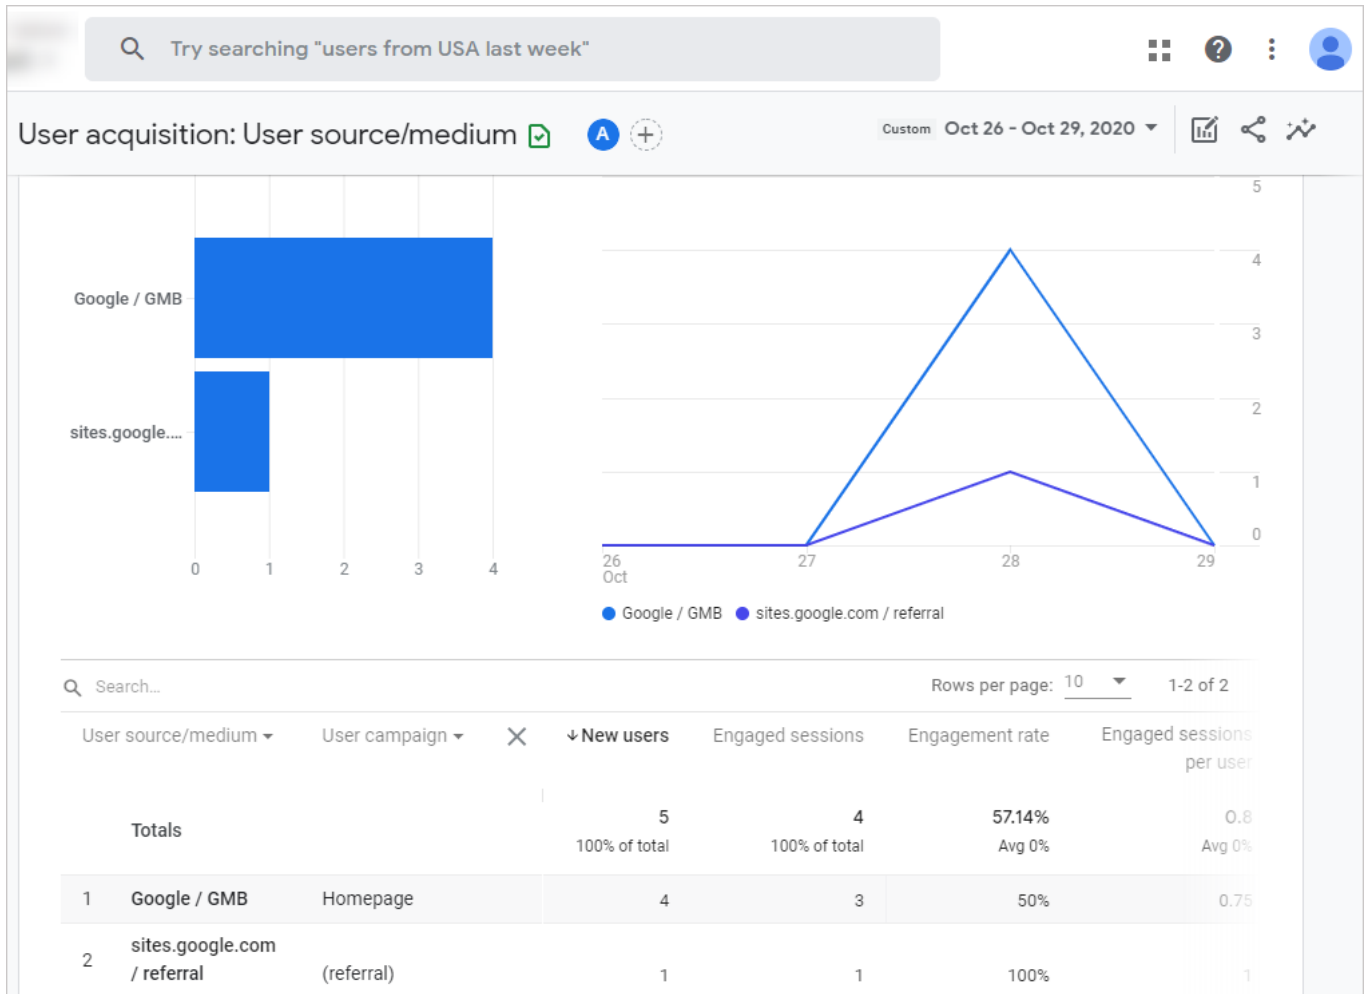 Try searching "users from USA last week"
User acquisition: User source/medium
A
Custom Oct 26 - Oct 29, 2020
Google / GMB
sites.google....
0 1 2 3 4
5
4
3
2
1
0
26 27 28 29
Oct
Google / GMB sites.google.com / referral
Search...
Rows per page: 10 1-2 of 2
User source/medium User campaign New users Engaged sessions Engagement rate Engaged sessions
per user
Totals 5 4 57.14% 0.8
100% of total 100% of total Avg 0% Avg 0%
1 Google / GMB Homepage 4 3 50% 0.75
sites.google.com
2 / referral (referral) 1 1 100% 1